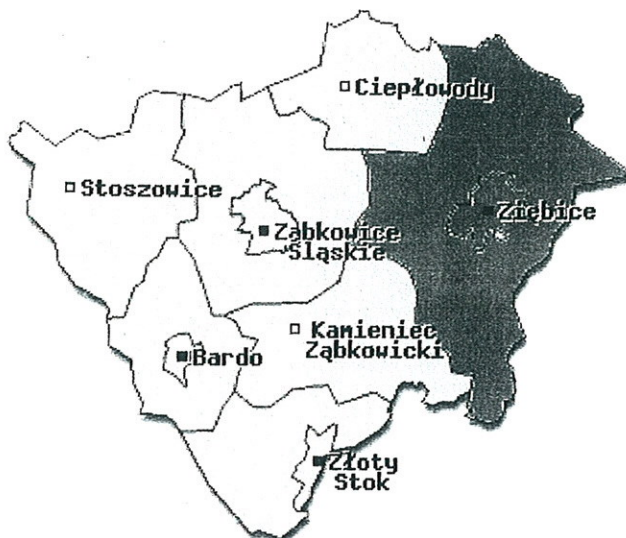 Ciepłowody
Stoszowice
Ziębice
Ząbkowice
Śląskie
Kamieniec
Ząbkowicki
Bardo
Złoty
Stok